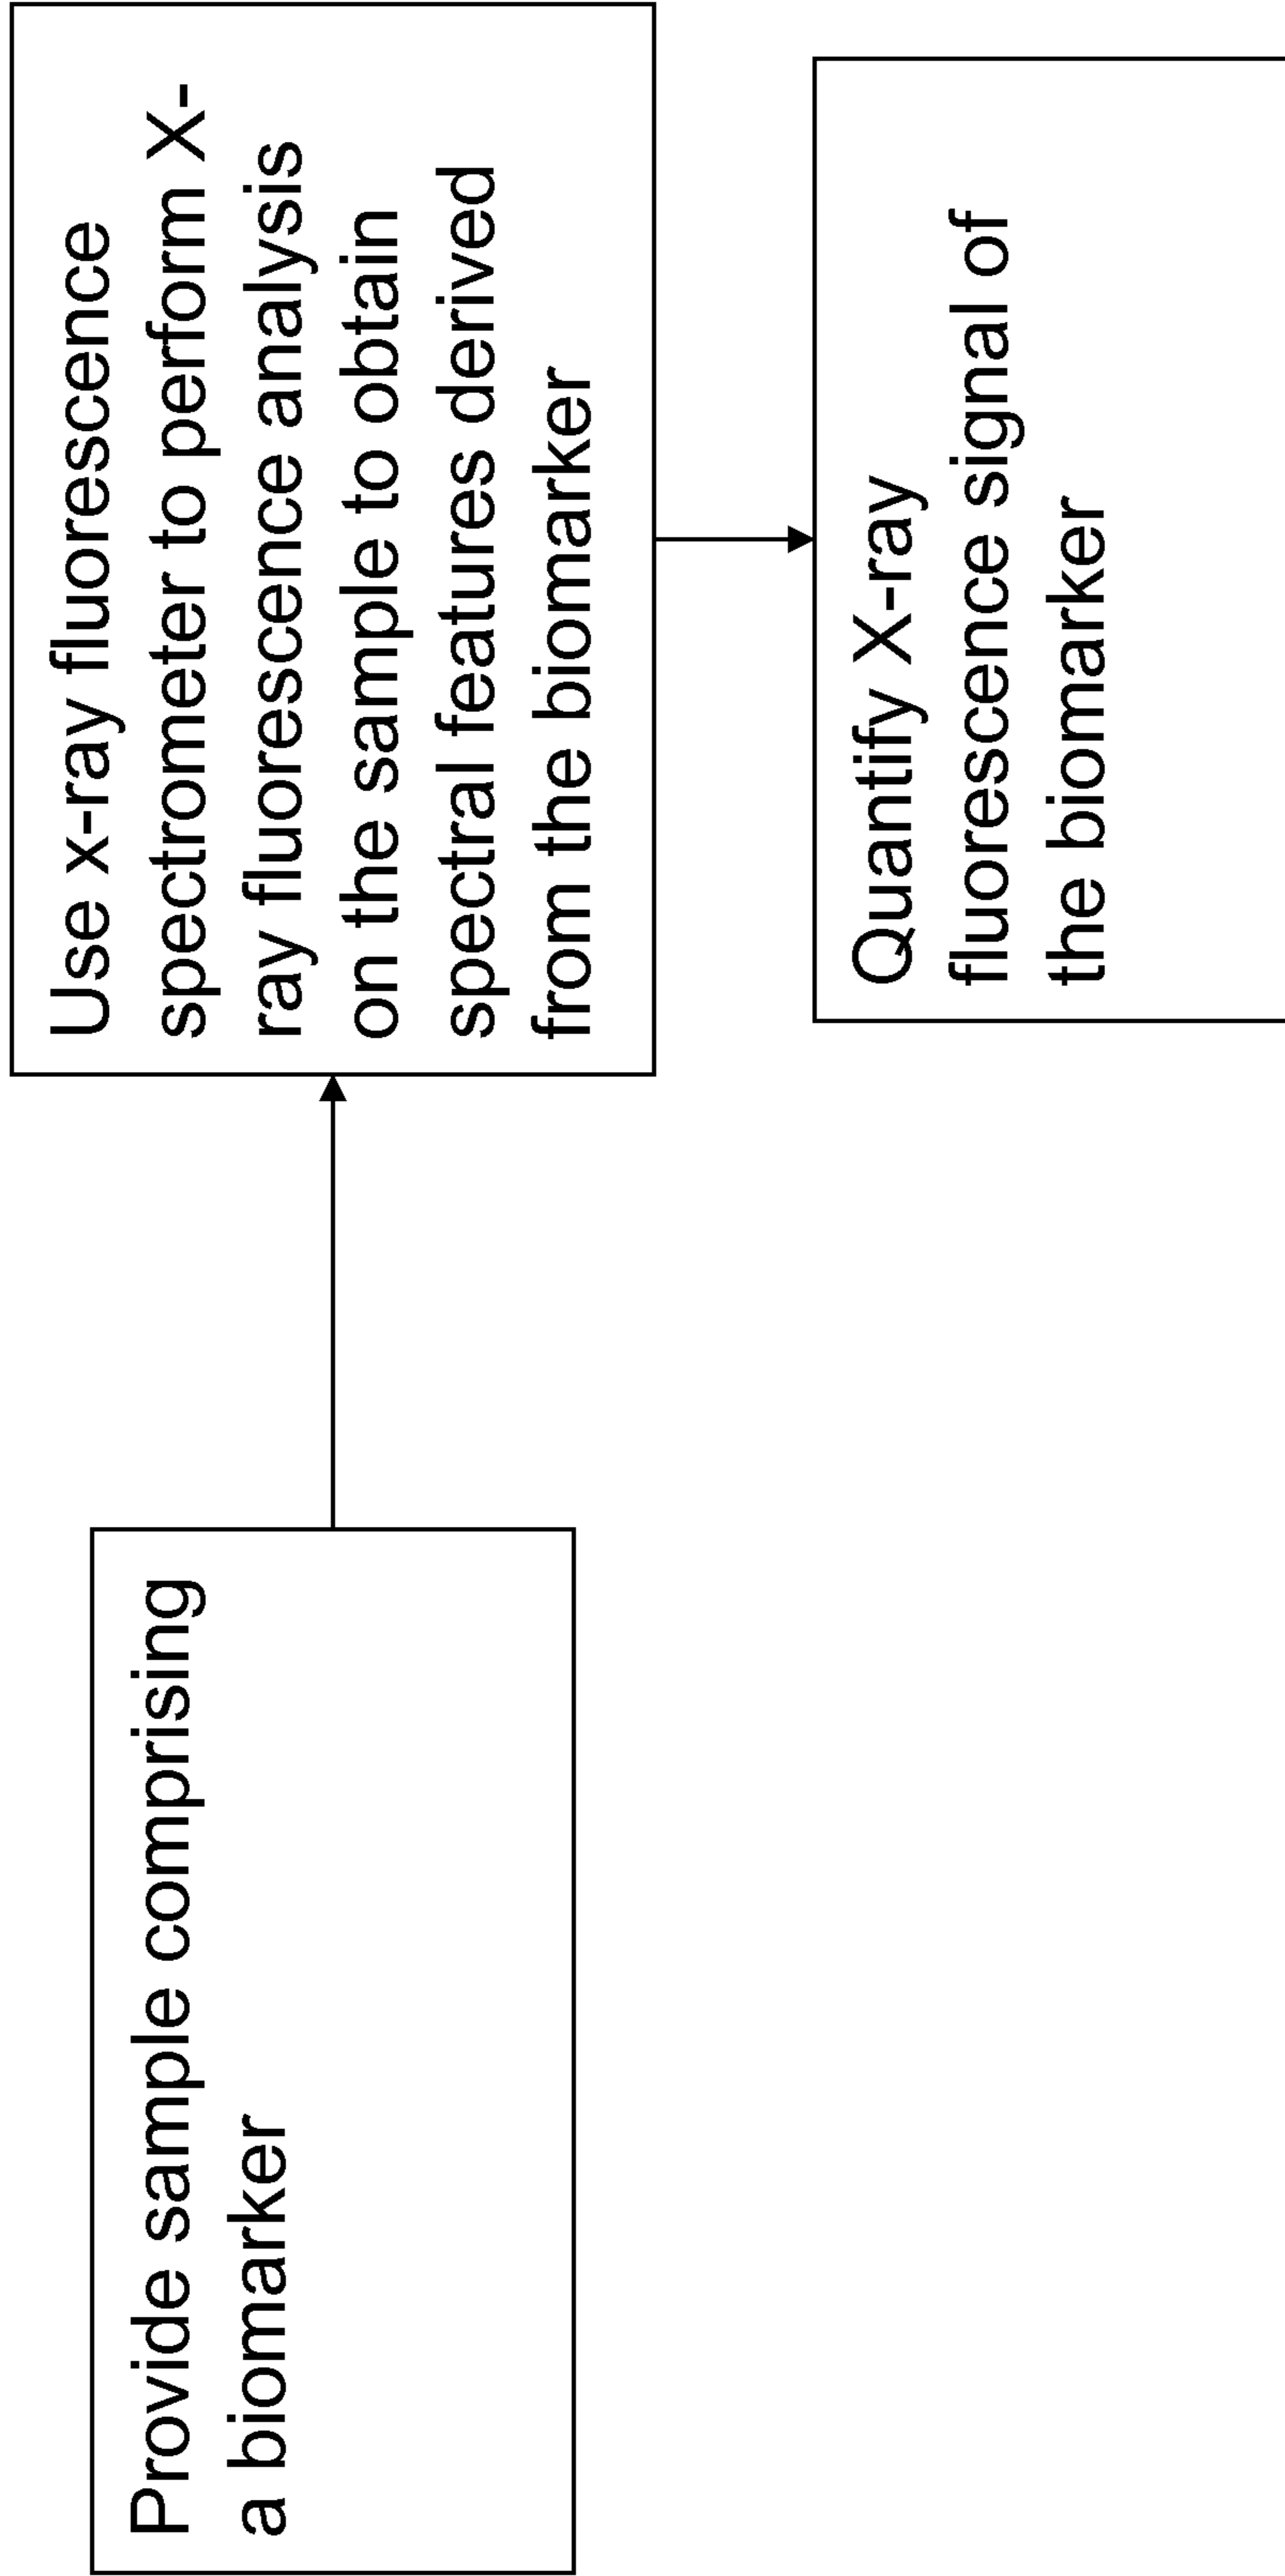 Provide sample comprising
a biomarker
Use x-ray fluorescence
spectrometer to perform X-
ray fluorescence analysis
on the sample to obtain
spectral features derived
from the biomarker
Quantify X-ray
fluorescence signal of
the biomarker